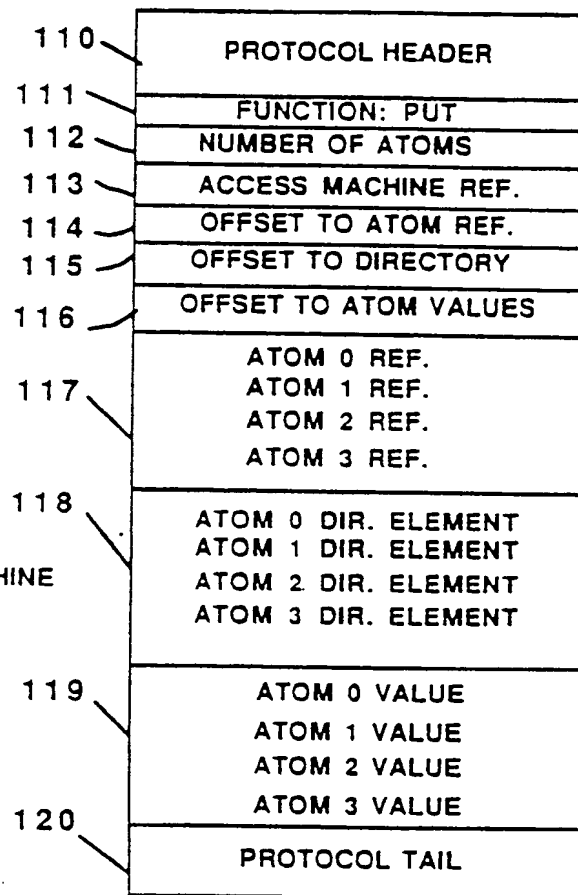 110 PROTOCOL HEADER
111 FUNCTION: PUT
112 NUMBER OF ATOMS
113 ACCESS MACHINE REF.
114 OFFSET TO ATOM REF.
115 OFFSET TO DIRECTORY
116 OFFSET TO ATOM VALUES
117 ATOM 0 REF.
ATOM 1 REF.
ATOM 2 REF.
ATOM 3 REF.
118 ATOM 0 DIR. ELEMENT
ATOM 1 DIR. ELEMENT
HINE ATOM 2 DIR. ELEMENT
ATOM 3 DIR. ELEMENT
119 ATOM 0 VALUE
ATOM 1 VALUE
ATOM 2 VALUE
ATOM 3 VALUE
120 PROTOCOL TAIL